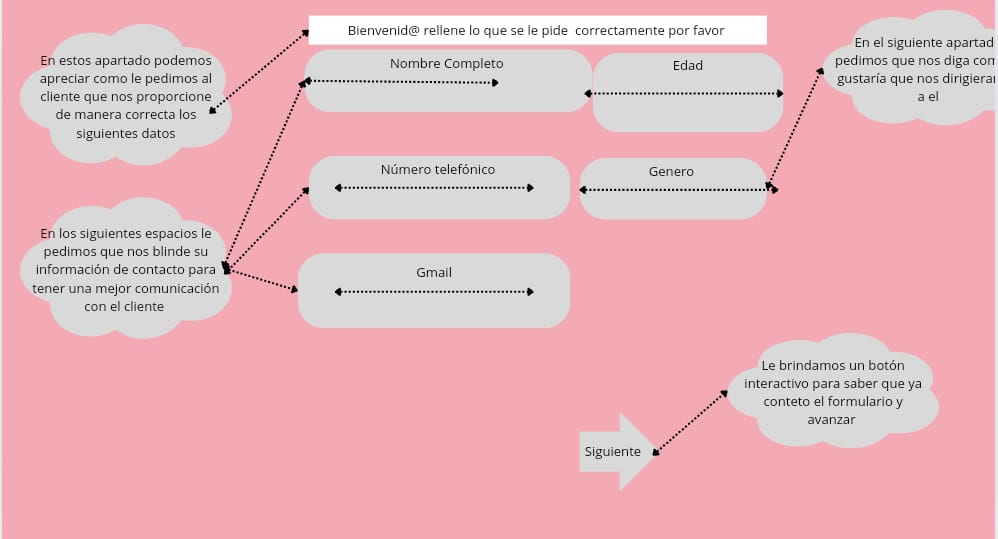 Bienvenid@ rellene lo que se le pide correctamente por favor
En estos apartado podemos
apreciar como le pedimos al
cliente que nos proporcione
de manera correcta los
siguientes datos
Nombre Completo
Edad
En el siguiente apartad
pedimos que nos diga com
gustaría que nos dirigiera
a el
Número telefónico
Genero
En los siguientes espacios le
pedimos que nos blinde su
información de contacto para
tener una mejor comunicación
con el cliente
Gmail
Le brindamos un botón
interactivo para saber que ya
conteto el formulario y
avanzar
Siguiente